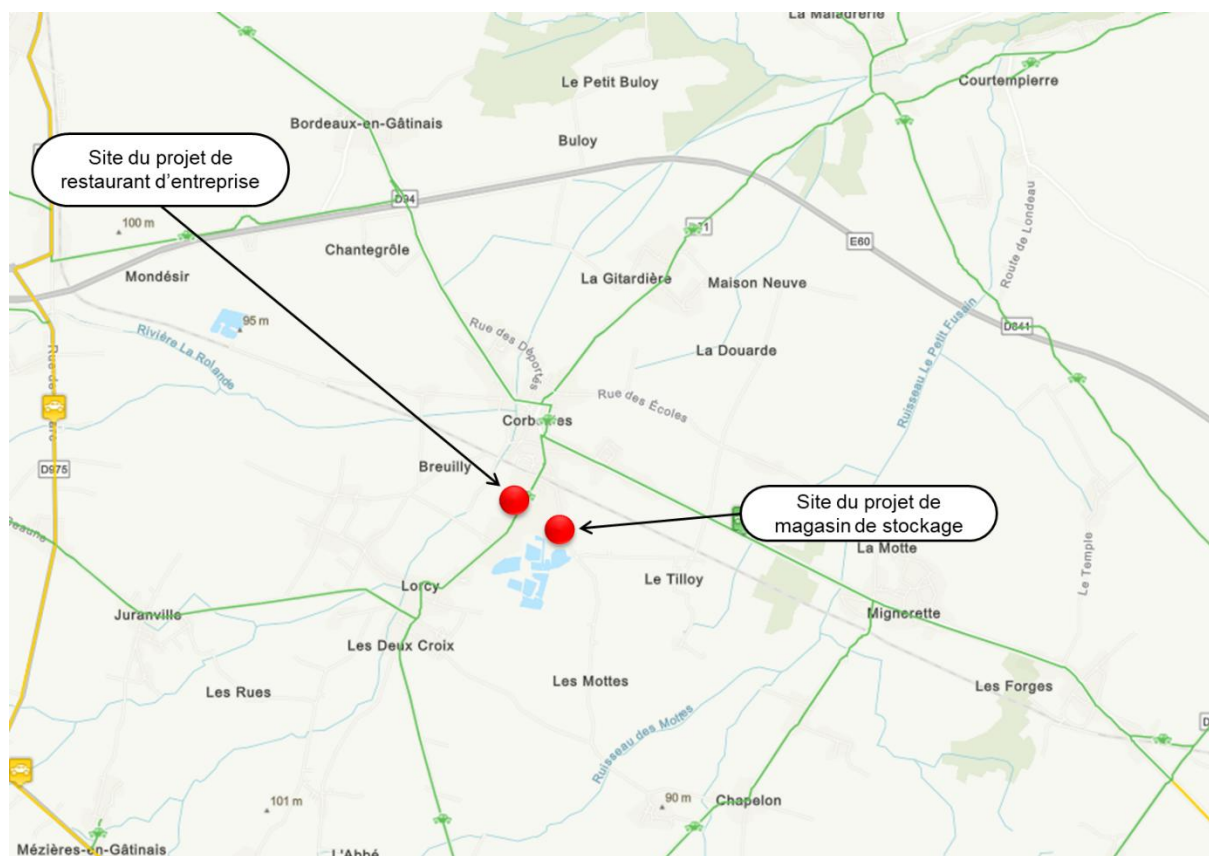 La Maladrerie
Courtempierre
Le Petit Buloy
Bordeaux-en-Gâtinais
Buloy
Site du projet de
restaurant d'entreprise
D94
100 m
Chantegrôle
E60
Route de Londeau
Mondésir
La Gitardière
Maison Neuve
95 m
Rivière La Rolande
Rue des Déportés
La Douarde
Ruisseau Le Petit Fusain
D841
Rue des Écoles
D975
Breuilly
Site du projet de
magasin de stockage
La Motte
Le Temple
Lorcy
Le Tilloy
Juranville
Mignerette
Les Deux Croix
Les Rues
Les Mottes
Les Forges
Ruisseau des Mottes
101 m
90 m
Chapelon
Mézières-en-Gâtinais
L'Abbé